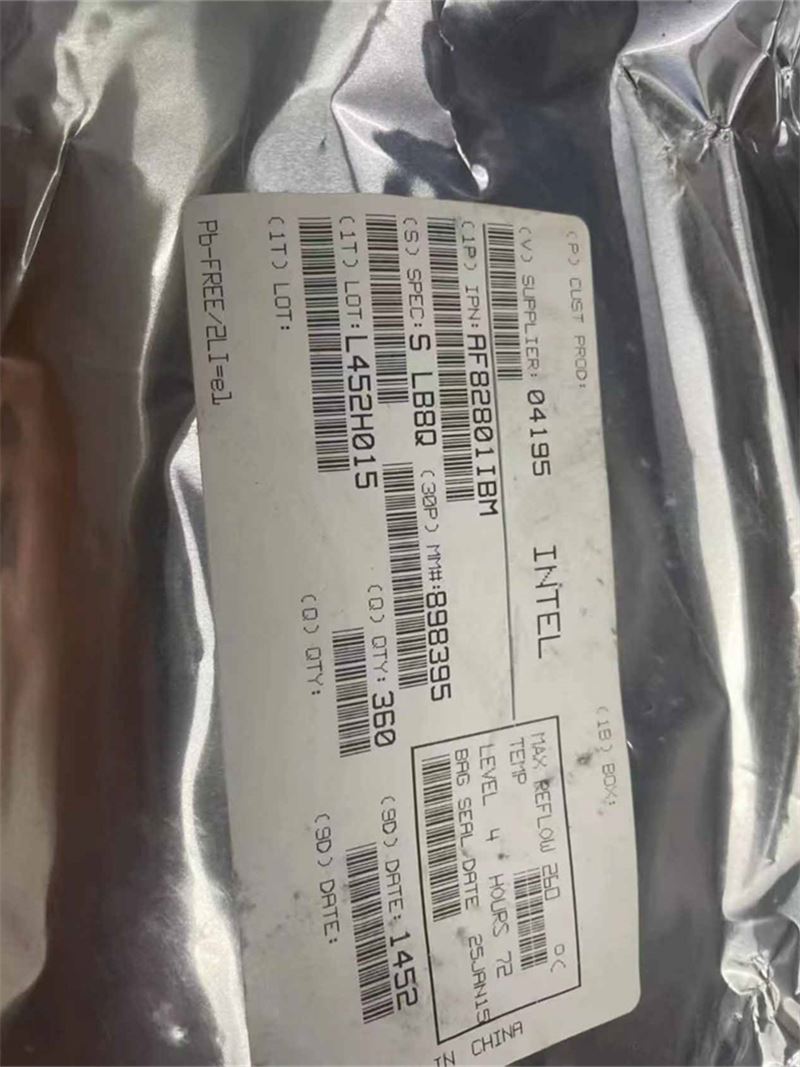 (P) CUST PROD:
(1B) BOX:
(V) SUPPLIER: 04195 INTEL
(1P) IPN:AF82801IBM
(S) SPEC:S LB8Q (30P) MM#:898395
(1T) LOT:L452H015 (Q) QTY: 360 (9D) DATE:1452
(1T) LOT: (Q) QTY: (9D) DATE:
Pb-FREE/2LI=e1
MAX REFLOW 260 °C
TEMP
LEVEL 4 HOURS 72
BAG SEAL DATE 25JAN15
IN CHINA